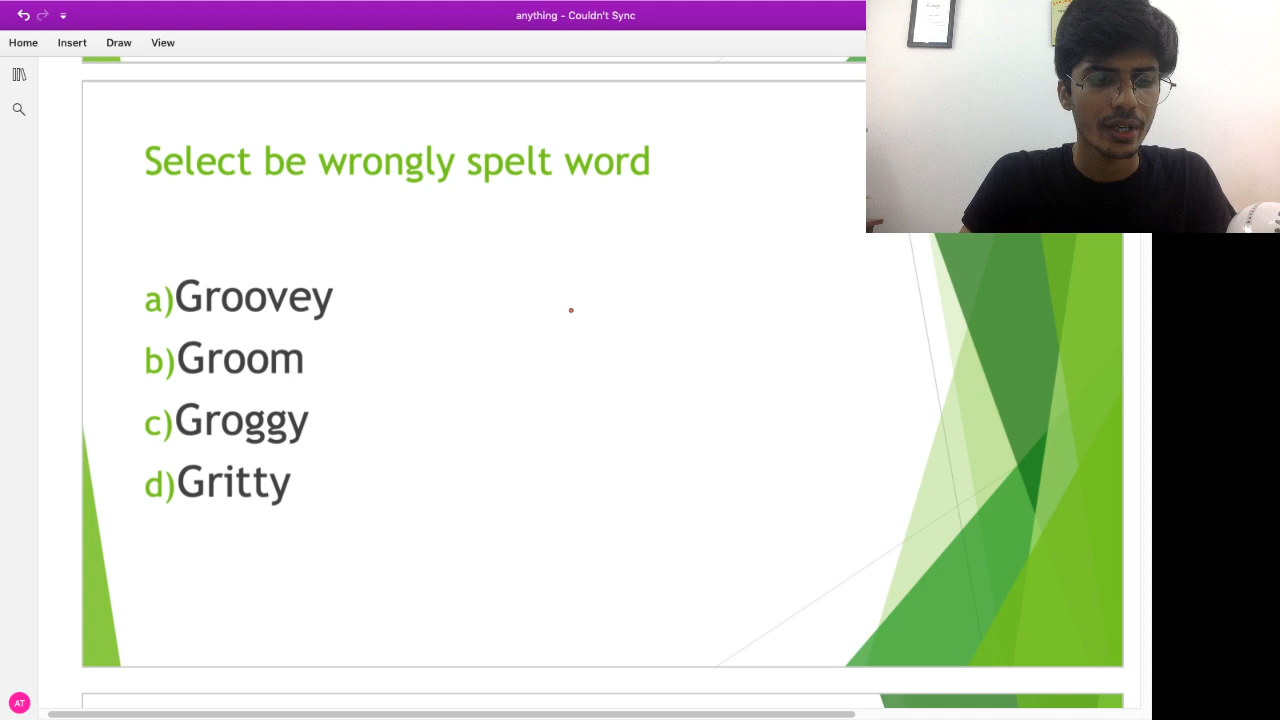 anything - Couldn't Sync
Home Insert Draw View
Select be wrongly spelt word
a)Groovey
b)Groom
c)Groggy
d)Gritty
AT